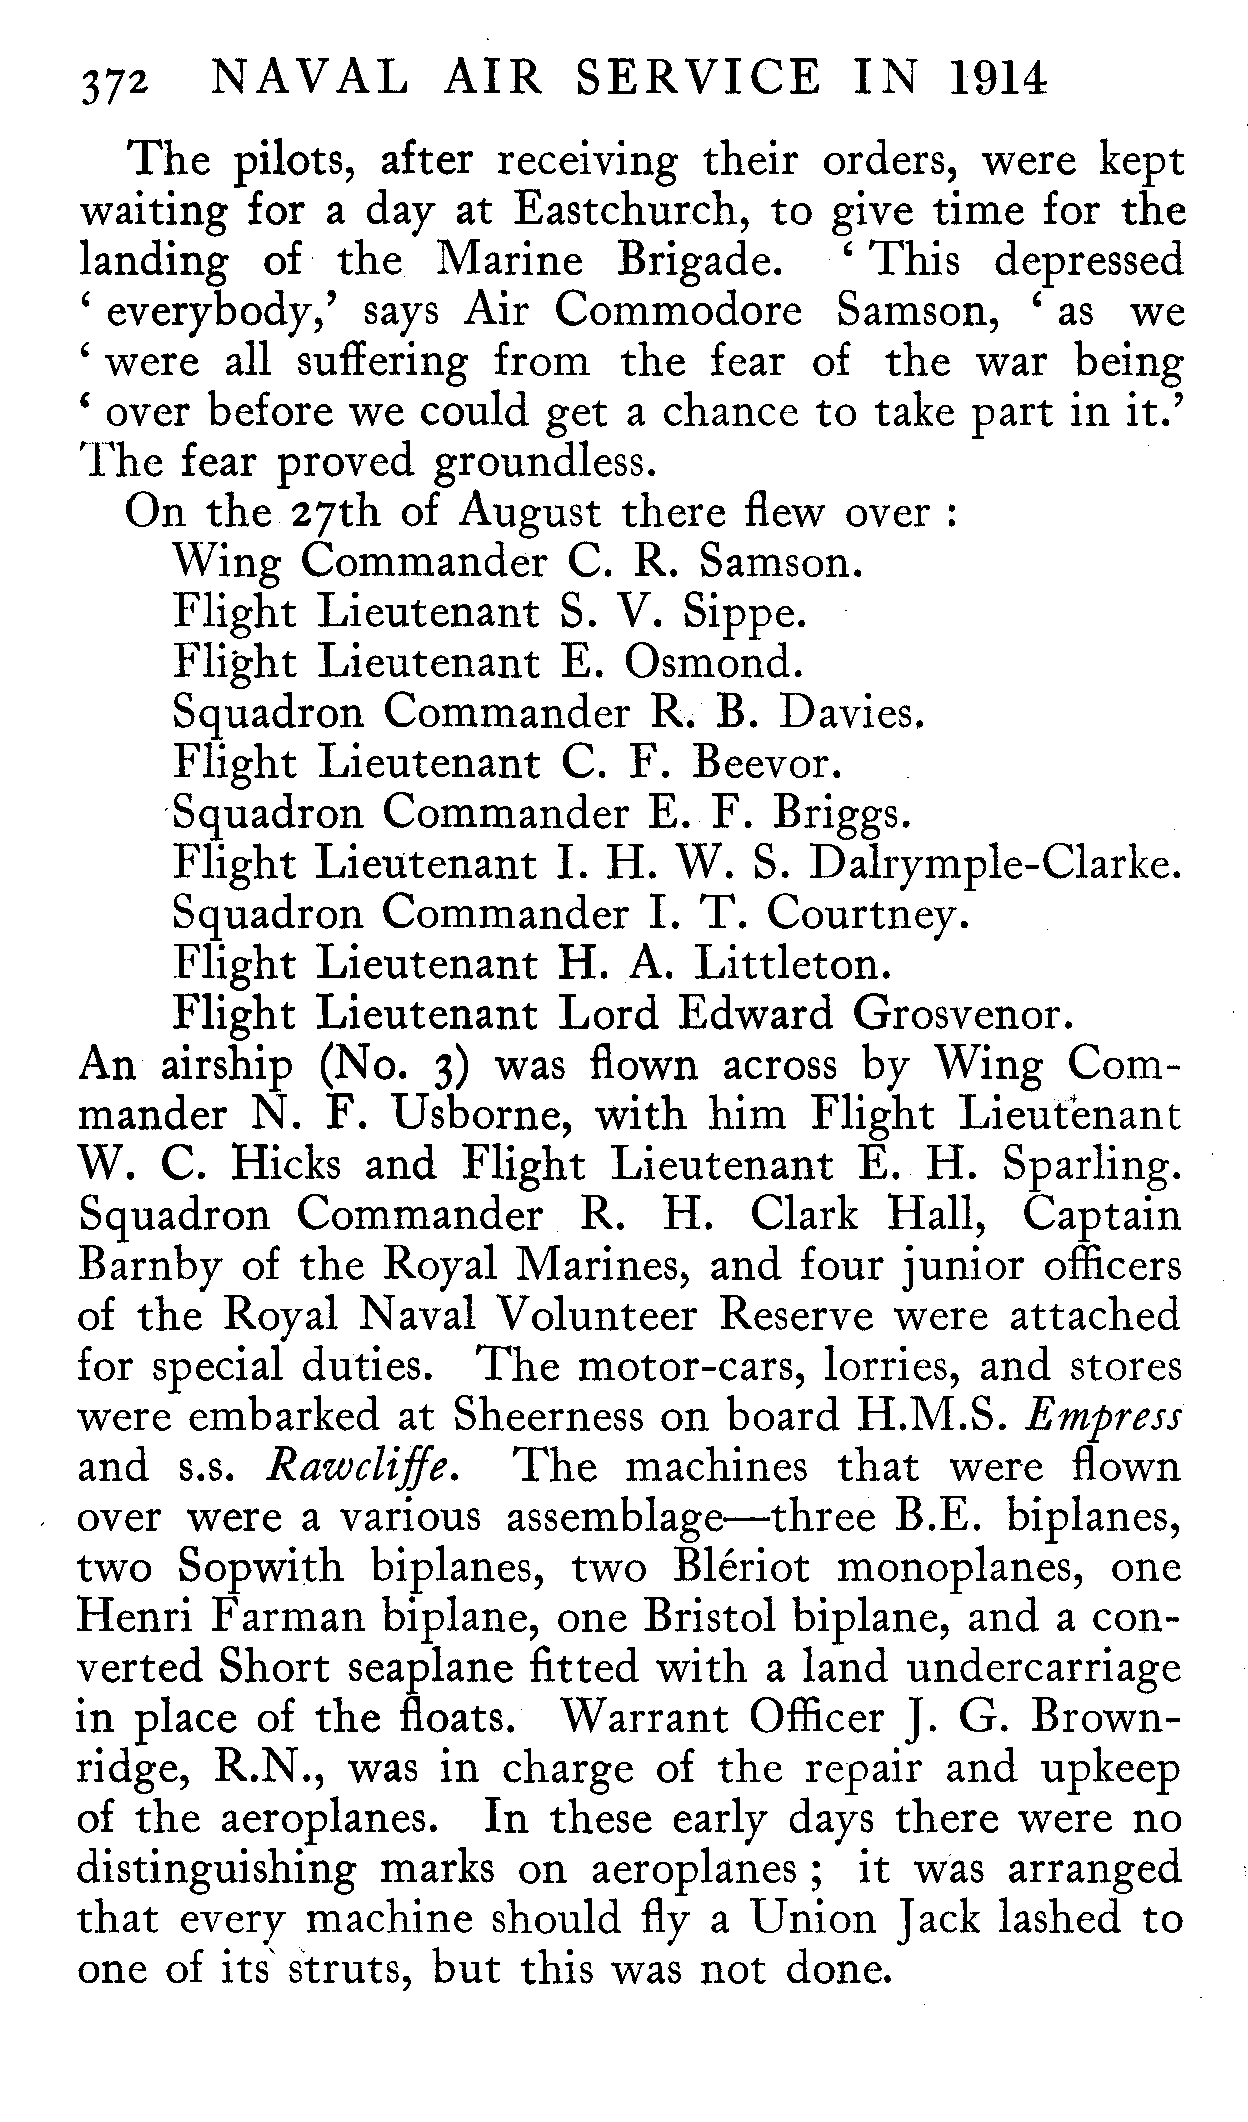 372 NAVAL AIR SERVICE IN 1914
The pilots, after receiving their orders, were kept
waiting for a day at Eastchurch, to give time for the
landing of the Marine Brigade. ‘ This depressed
‘ everybody,’ says Air Commodore Samson, ‘ as we
‘ were all suffering from the fear of the war being
‘ over before we could get a chance to take part in it.’
The fear proved groundless.
On the 27th of August there flew over :
Wing Commander C. R. Samson.
Flight Lieutenant S. V. Sippe.
Flight Lieutenant E. Osmond.
Squadron Commander R. B. Davies.
Flight Lieutenant C. F. Beevor.
Squadron Commander E. F. Briggs.
Flight Lieutenant I. H. W. S. Dalrymple-Clarke.
Squadron Commander I. T. Courtney.
Flight Lieutenant H. A. Littleton.
Flight Lieutenant Lord Edward Grosvenor.
An airship (No. 3) was flown across by Wing Com-
mander N. F. Usborne, with him Flight Lieutenant
W. C. Hicks and Flight Lieutenant E. H. Sparling.
Squadron Commander R. H. Clark Hall, Captain
Barnby of the Royal Marines, and four junior officers
of the Royal Naval Volunteer Reserve were attached
for special duties. The motor-cars, lorries, and stores
were embarked at Sheerness on board H.M.S. Empress
and s.s. Rawcliffe. The machines that were flown
over were a various assemblage—three B.E. biplanes,
two Sopwith biplanes, two Blériot monoplanes, one
Henri Farman biplane, one Bristol biplane, and a con-
verted Short seaplane fitted with a land undercarriage
in place of the floats. Warrant Officer J. G. Brown-
ridge, R.N., was in charge of the repair and upkeep
of the aeroplanes. In these early days there were no
distinguishing marks on aeroplanes ; it was arranged
that every machine should fly a Union Jack lashed to
one of its struts, but this was not done.